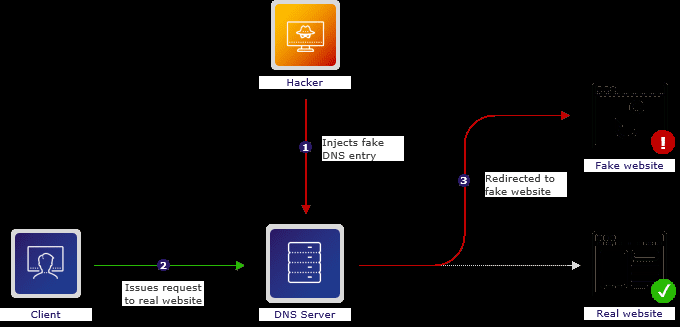 Hacker
1
Injects fake
DNS entry
3
Redirected to
fake website
!
Fake website
2
Issues request
to real website
Client
DNS Server
Real website